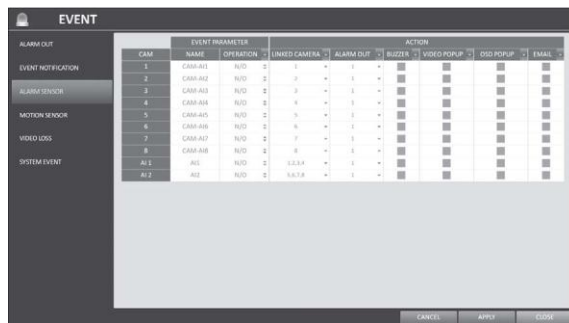 EVENT
ALARM OUT
EVENT NOTIFICATION
ALARM SENSOR
MOTION SENSOR
VIDEO LOSS
SYSTEM EVENT
EVENT PARAMETER ACTION
CAM NAME OPERATION LINKED CAMERA ALARM OUT BUZZER VIDEO POPUP OSD POPUP EMAIL
1 CAM-AI1 N/O 1 1
2 CAM-AI2 N/O 2 1
3 CAM-AI3 N/O 3 1
4 CAM-AI4 N/O 4 1
5 CAM-AI5 N/O 5 1
6 CAM-AI6 N/O 6 1
7 CAM-AI7 N/O 7 1
8 CAM-AI8 N/O 8 1
AI 1 AI1 N/O 1,2,3,4 1
AI 2 AI2 N/O 5,6,7,8 1
CANCEL APPLY CLOSE